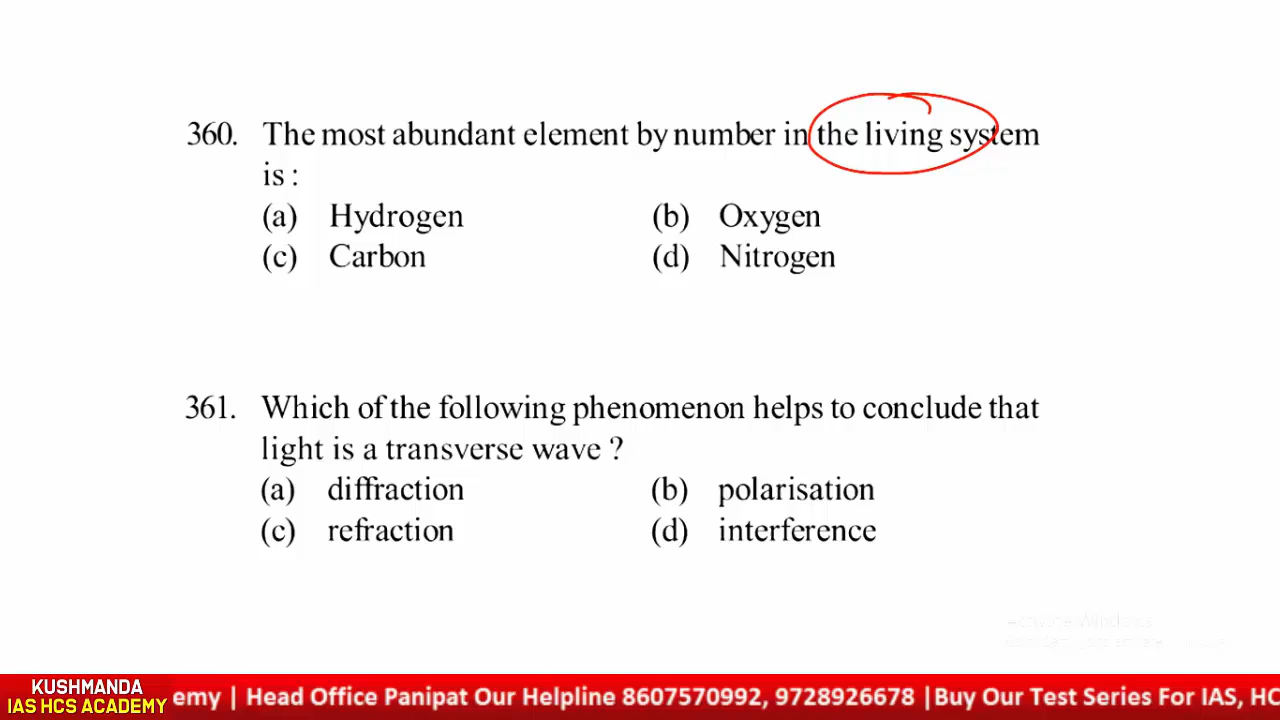 360. The most abundant element by number in the living system
is :
(a) Hydrogen (b) Oxygen
(c) Carbon (d) Nitrogen
361. Which of the following phenomenon helps to conclude that
light is a transverse wave ?
(a) diffraction (b) polarisation
(c) refraction (d) interference
KUSHMANDA
IAS HCS ACADEMY
emy | Head Office Panipat Our Helpline 8607570992, 9728926678 |Buy Our Test Series For IAS, HC